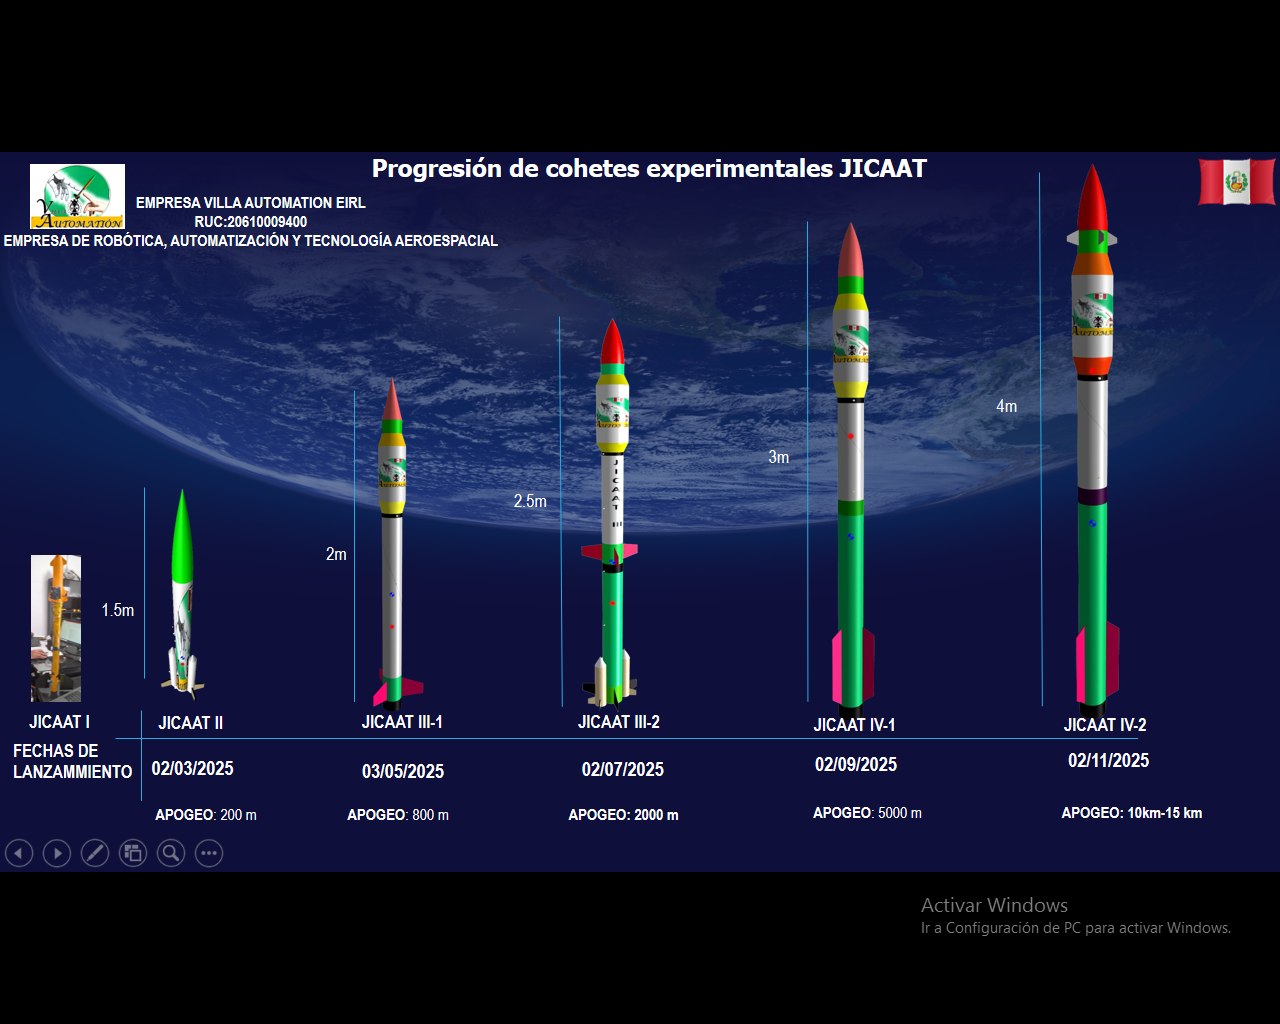 Progresión de cohetes experimentales JICAAT
EMPRESA VILLA AUTOMATION EIRL
RUC:20610009400
EMPRESA DE ROBÓTICA, AUTOMATIZACIÓN Y TECNOLOGÍA AEROESPACIAL
V
AUTOMATION
4m
3m
2.5m
2m
1.5m
JICAAT III
JICAAT I
JICAAT II
JICAAT III-1
JICAAT III-2
JICAAT IV-1
JICAAT IV-2
FECHAS DE
LANZAMMIENTO
02/03/2025
03/05/2025
02/07/2025
02/09/2025
02/11/2025
APOGEO: 200 m
APOGEO: 800 m
APOGEO: 2000 m
APOGEO: 5000 m
APOGEO: 10km-15 km
Activar Windows
Ir a Configuración de PC para activar Windows.